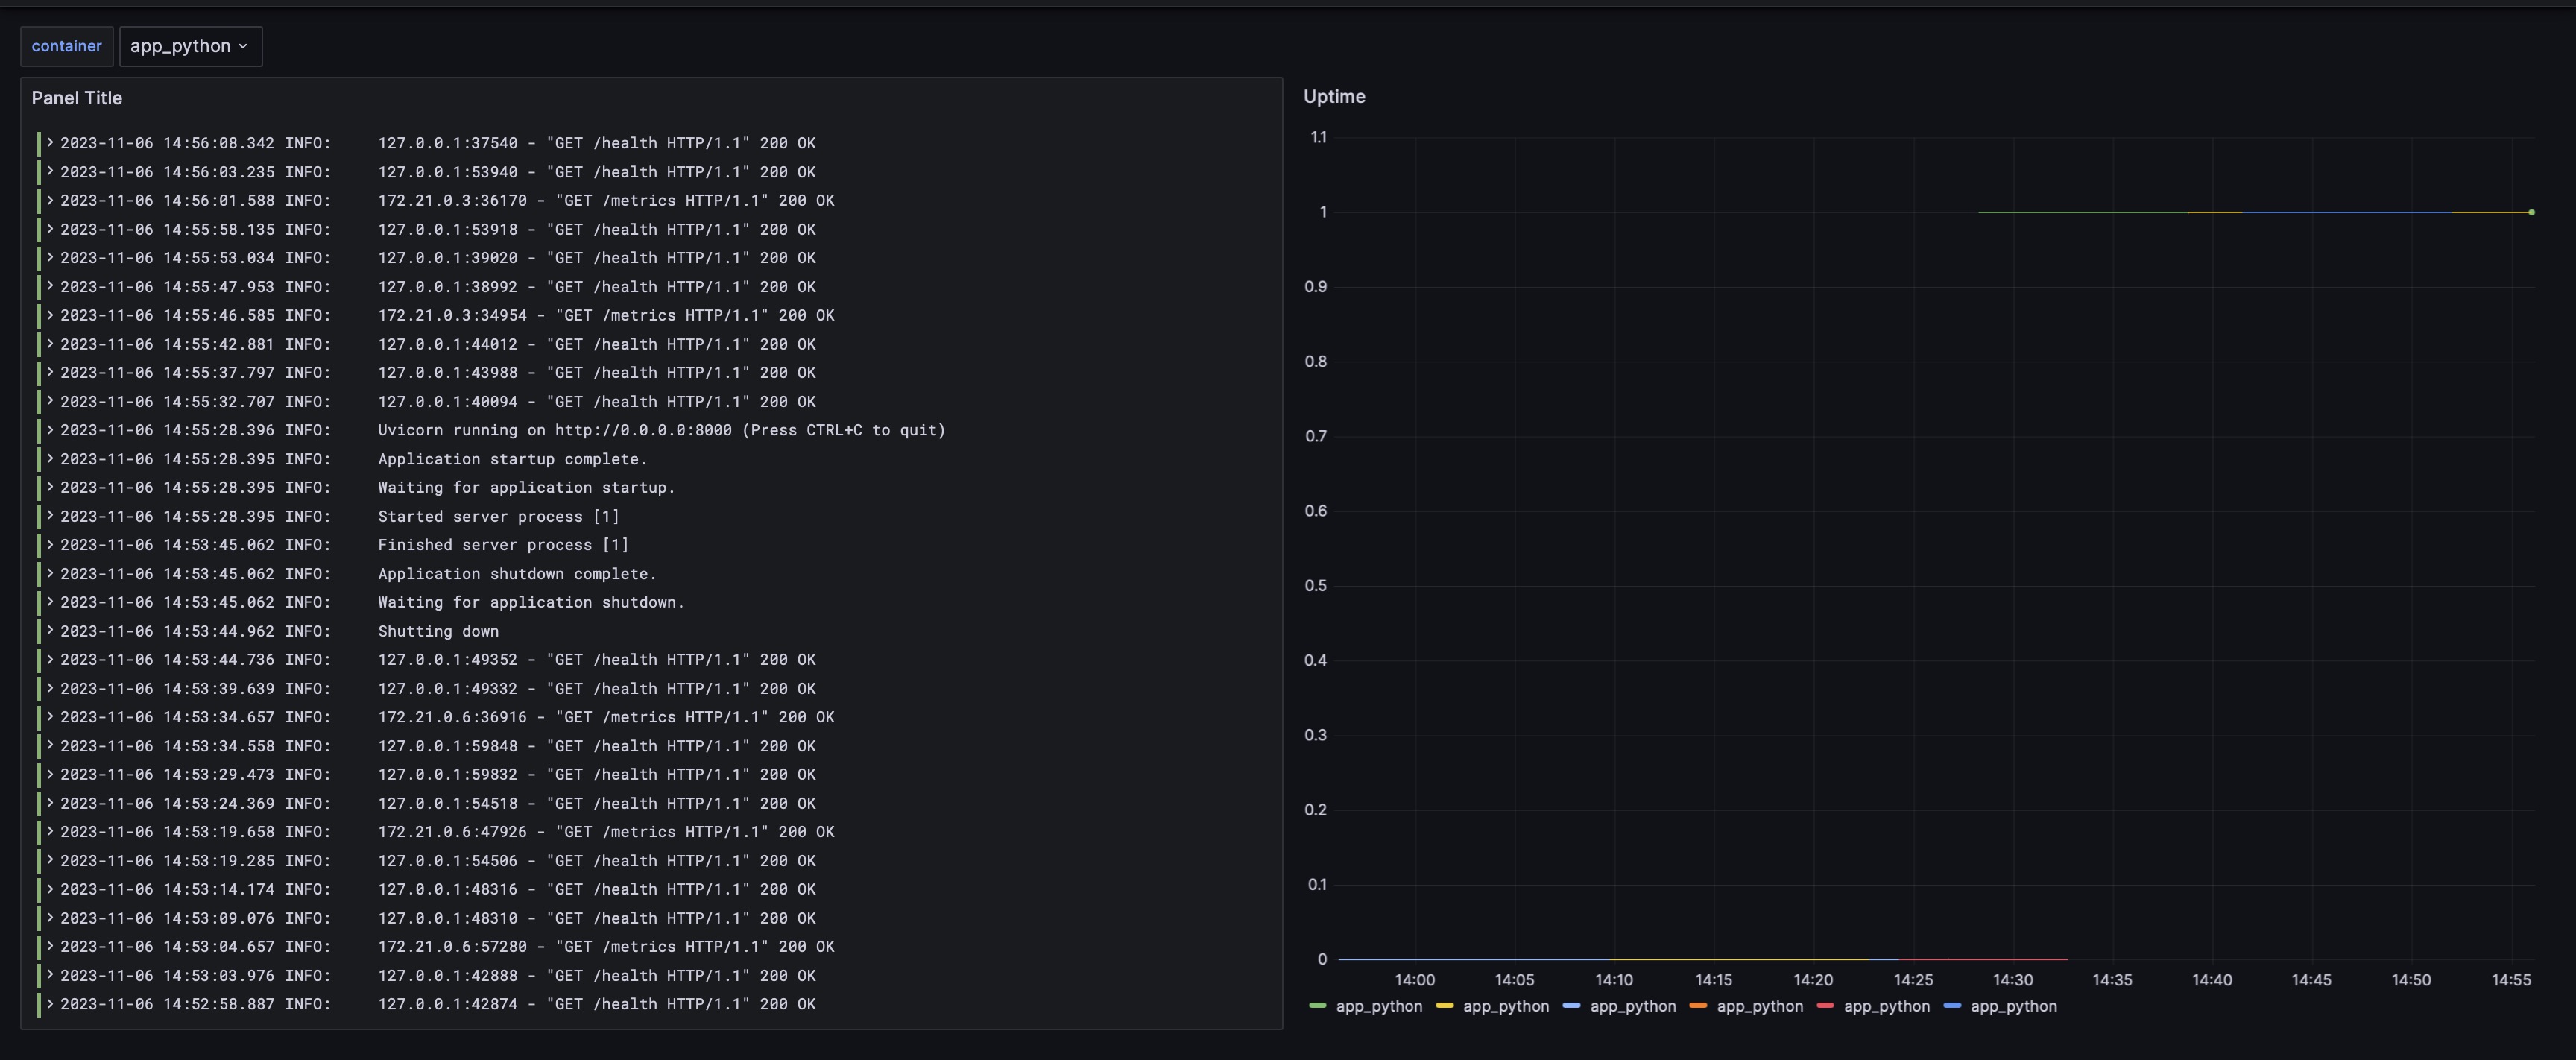 container app_python
Panel Title
2023-11-06 14:56:08.342 INFO: 127.0.0.1:37540 - "GET /health HTTP/1.1" 200 OK
2023-11-06 14:56:03.235 INFO: 127.0.0.1:53940 - "GET /health HTTP/1.1" 200 OK
2023-11-06 14:56:01.588 INFO: 172.21.0.3:36170 - "GET /metrics HTTP/1.1" 200 OK
2023-11-06 14:55:58.135 INFO: 127.0.0.1:53918 - "GET /health HTTP/1.1" 200 OK
2023-11-06 14:55:53.034 INFO: 127.0.0.1:39020 - "GET /health HTTP/1.1" 200 OK
2023-11-06 14:55:47.953 INFO: 127.0.0.1:38992 - "GET /health HTTP/1.1" 200 OK
2023-11-06 14:55:46.585 INFO: 172.21.0.3:34954 - "GET /metrics HTTP/1.1" 200 OK
2023-11-06 14:55:42.881 INFO: 127.0.0.1:44012 - "GET /health HTTP/1.1" 200 OK
2023-11-06 14:55:37.797 INFO: 127.0.0.1:43988 - "GET /health HTTP/1.1" 200 OK
2023-11-06 14:55:32.707 INFO: 127.0.0.1:40094 - "GET /health HTTP/1.1" 200 OK
2023-11-06 14:55:28.396 INFO: Uvicorn running on http://0.0.0.0:8000 (Press CTRL+C to quit)
2023-11-06 14:55:28.395 INFO: Application startup complete.
2023-11-06 14:55:28.395 INFO: Waiting for application startup.
2023-11-06 14:55:28.395 INFO: Started server process [1]
2023-11-06 14:53:45.062 INFO: Finished server process [1]
2023-11-06 14:53:45.062 INFO: Application shutdown complete.
2023-11-06 14:53:45.062 INFO: Waiting for application shutdown.
2023-11-06 14:53:44.962 INFO: Shutting down
2023-11-06 14:53:44.736 INFO: 127.0.0.1:49352 - "GET /health HTTP/1.1" 200 OK
2023-11-06 14:53:39.639 INFO: 127.0.0.1:49332 - "GET /health HTTP/1.1" 200 OK
2023-11-06 14:53:34.657 INFO: 172.21.0.6:36916 - "GET /metrics HTTP/1.1" 200 OK
2023-11-06 14:53:34.558 INFO: 127.0.0.1:59848 - "GET /health HTTP/1.1" 200 OK
2023-11-06 14:53:29.473 INFO: 127.0.0.1:59832 - "GET /health HTTP/1.1" 200 OK
2023-11-06 14:53:24.369 INFO: 127.0.0.1:54518 - "GET /health HTTP/1.1" 200 OK
2023-11-06 14:53:19.658 INFO: 172.21.0.6:47926 - "GET /metrics HTTP/1.1" 200 OK
2023-11-06 14:53:19.285 INFO: 127.0.0.1:54506 - "GET /health HTTP/1.1" 200 OK
2023-11-06 14:53:14.174 INFO: 127.0.0.1:48316 - "GET /health HTTP/1.1" 200 OK
2023-11-06 14:53:09.076 INFO: 127.0.0.1:48310 - "GET /health HTTP/1.1" 200 OK
2023-11-06 14:53:04.657 INFO: 172.21.0.6:57280 - "GET /metrics HTTP/1.1" 200 OK
2023-11-06 14:53:03.976 INFO: 127.0.0.1:42888 - "GET /health HTTP/1.1" 200 OK
2023-11-06 14:52:58.887 INFO: 127.0.0.1:42874 - "GET /health HTTP/1.1" 200 OK
Uptime
1.1
1
0.9
0.8
0.7
0.6
0.5
0.4
0.3
0.2
0.1
0
14:00 14:05 14:10 14:15 14:20 14:25 14:30 14:35 14:40 14:45 14:50 14:55
app_python app_python app_python app_python app_python app_python